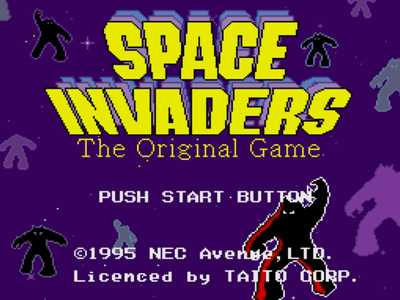 SPACE
INVADERS
The Original Game
PUSH START BUTTON
©1995 NEC Avenue,LTD.
Licenced by TAITO CORP.